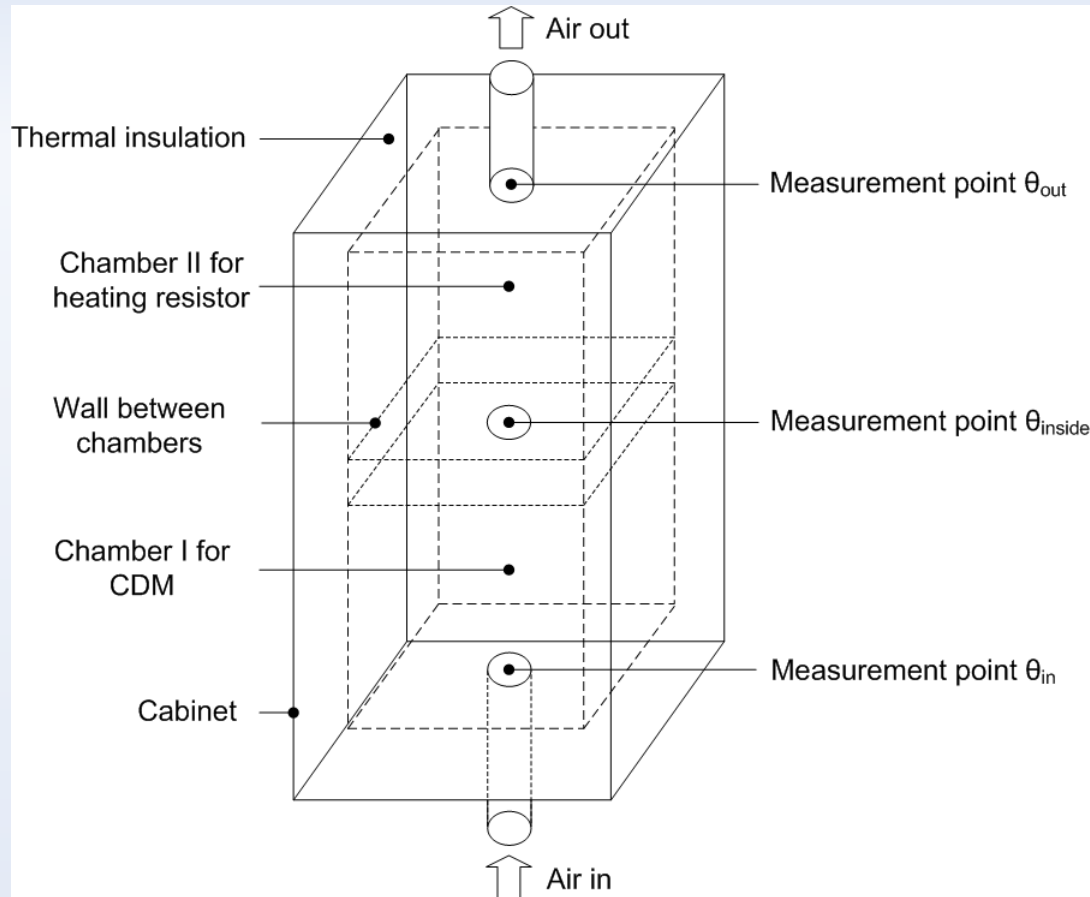 Air out
Thermal insulation
Measurement point θout
Chamber II for
heating resistor
Wall between
chambers
Measurement point θinside
Chamber I for
CDM
Measurement point θin
Cabinet
Air in